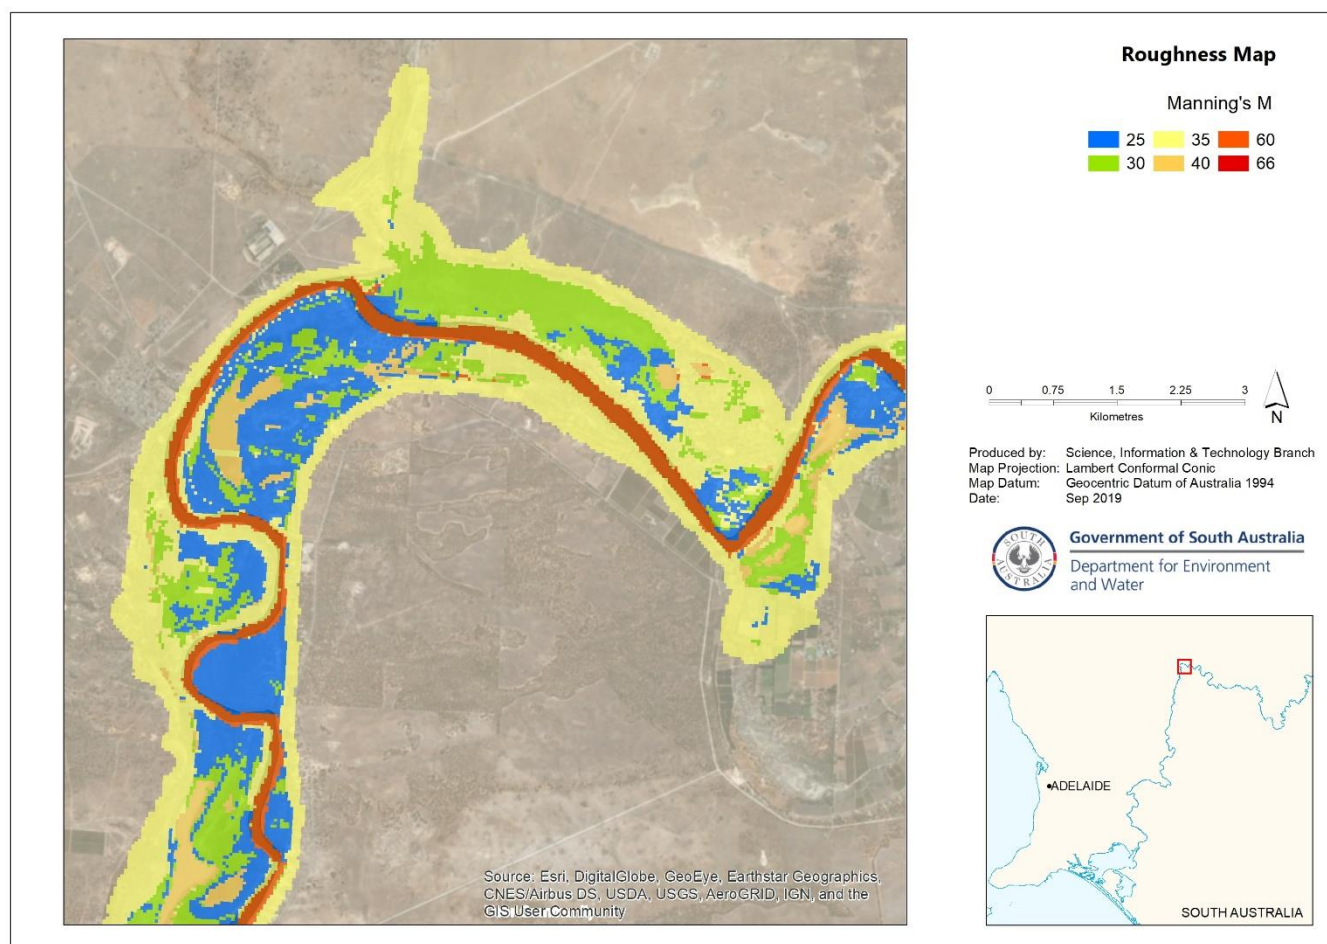 Roughness Map
Manning's M
25 35 60
30 40 66
0 0.75 1.5 2.25 3
Kilometres
N
Produced by: Science, Information & Technology Branch
Map Projection: Lambert Conformal Conic
Map Datum: Geocentric Datum of Australia 1994
Date: Sep 2019
SOUTH AUSTRALIA
Government of South Australia
Department for Environment
and Water
ADELAIDE
SOUTH AUSTRALIA
Source: Esri, DigitalGlobe, GeoEye, Earthstar Geographics,
CNES/Airbus DS, USDA, USGS, AeroGRID, IGN, and the
GIS User Community